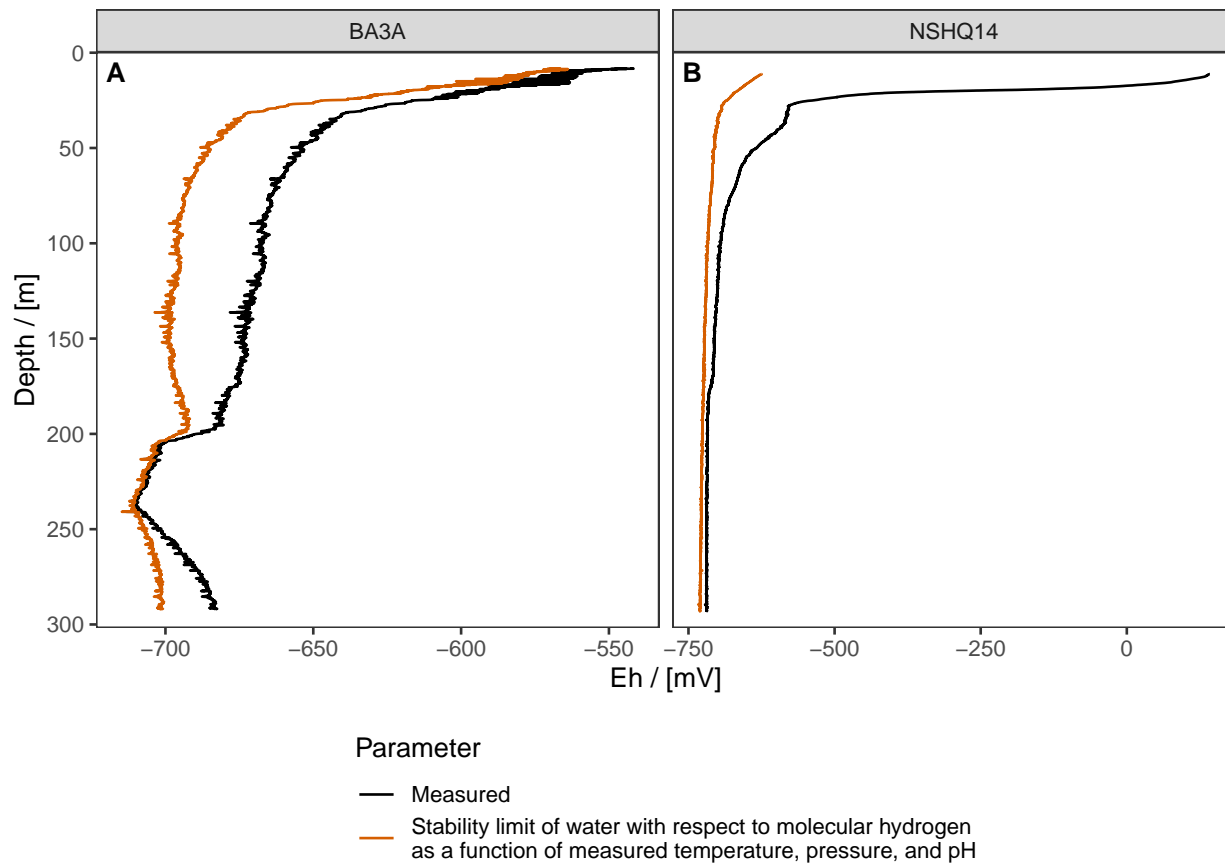 BA3A
NSHQ14
A
B
0
50
100
150
200
250
300
Depth / [m]
−700
−650
−600
−550
−750
−500
−250
0
Eh / [mV]
Parameter
Measured
Stability limit of water with respect to molecular hydrogen
as a function of measured temperature, pressure, and pH